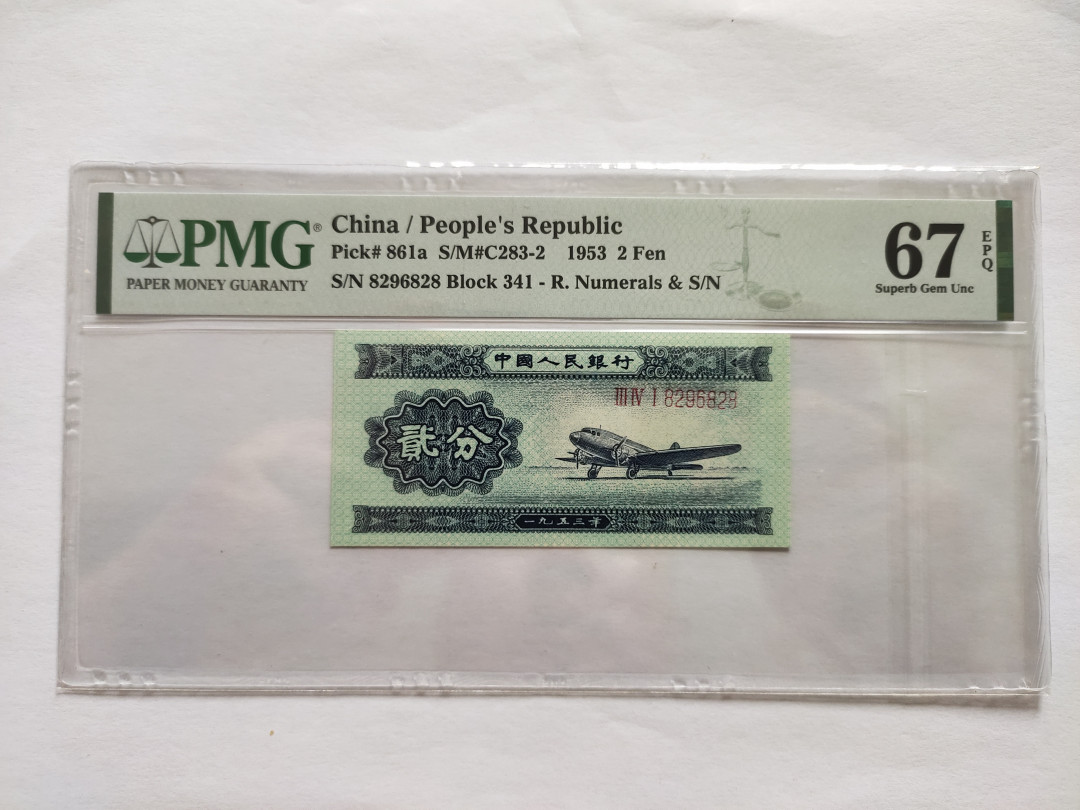 PMG®
PAPER MONEY GUARANTY
China / People's Republic
Pick# 861a S/M#C283-2 1953 2 Fen
S/N 8296828 Block 341 - R. Numerals & S/N
67
EPQ
Superb Gem Unc
中國人民銀行
III IV I 8296828
貳分
一九五三年